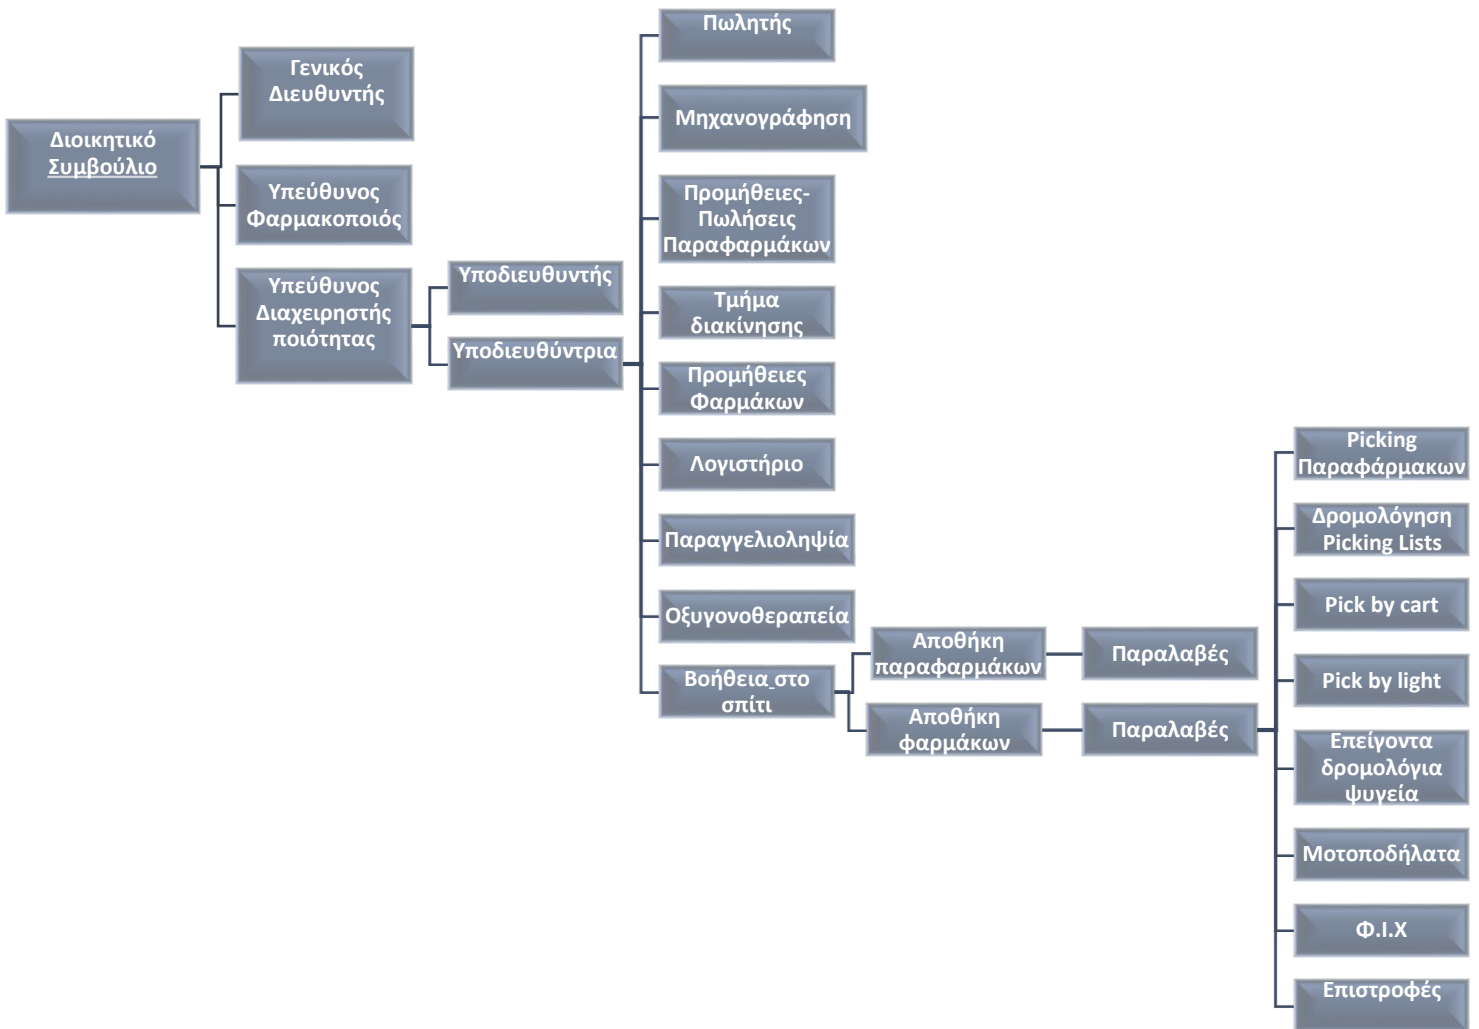 Διοικητικό
Συμβούλιο
Γενικός
Διευθυντής
Υπεύθυνος
Φαρμακοποιός
Υπεύθυνος
Διαχειρηστής
ποιότητας
Υποδιευθυντής
Υποδιευθύντρια
Πωλητής
Μηχανογράφηση
Προμήθειες-
Πωλήσεις
Παραφαρμάκων
Τμήμα
διακίνησης
Προμήθειες
Φαρμάκων
Λογιστήριο
Παραγγελιοληψία
Οξυγονοθεραπεία
Βοήθεια στο
σπίτι
Αποθήκη
παραφαρμάκων
Παραλαβές
Αποθήκη
φαρμάκων
Παραλαβές
Picking
Παραφάρμακων
Δρομολόγηση
Picking Lists
Pick by cart
Pick by light
Επείγοντα
δρομολόγια
ψυγεία
Μοτοποδήλατα
Φ.Ι.Χ
Επιστροφές